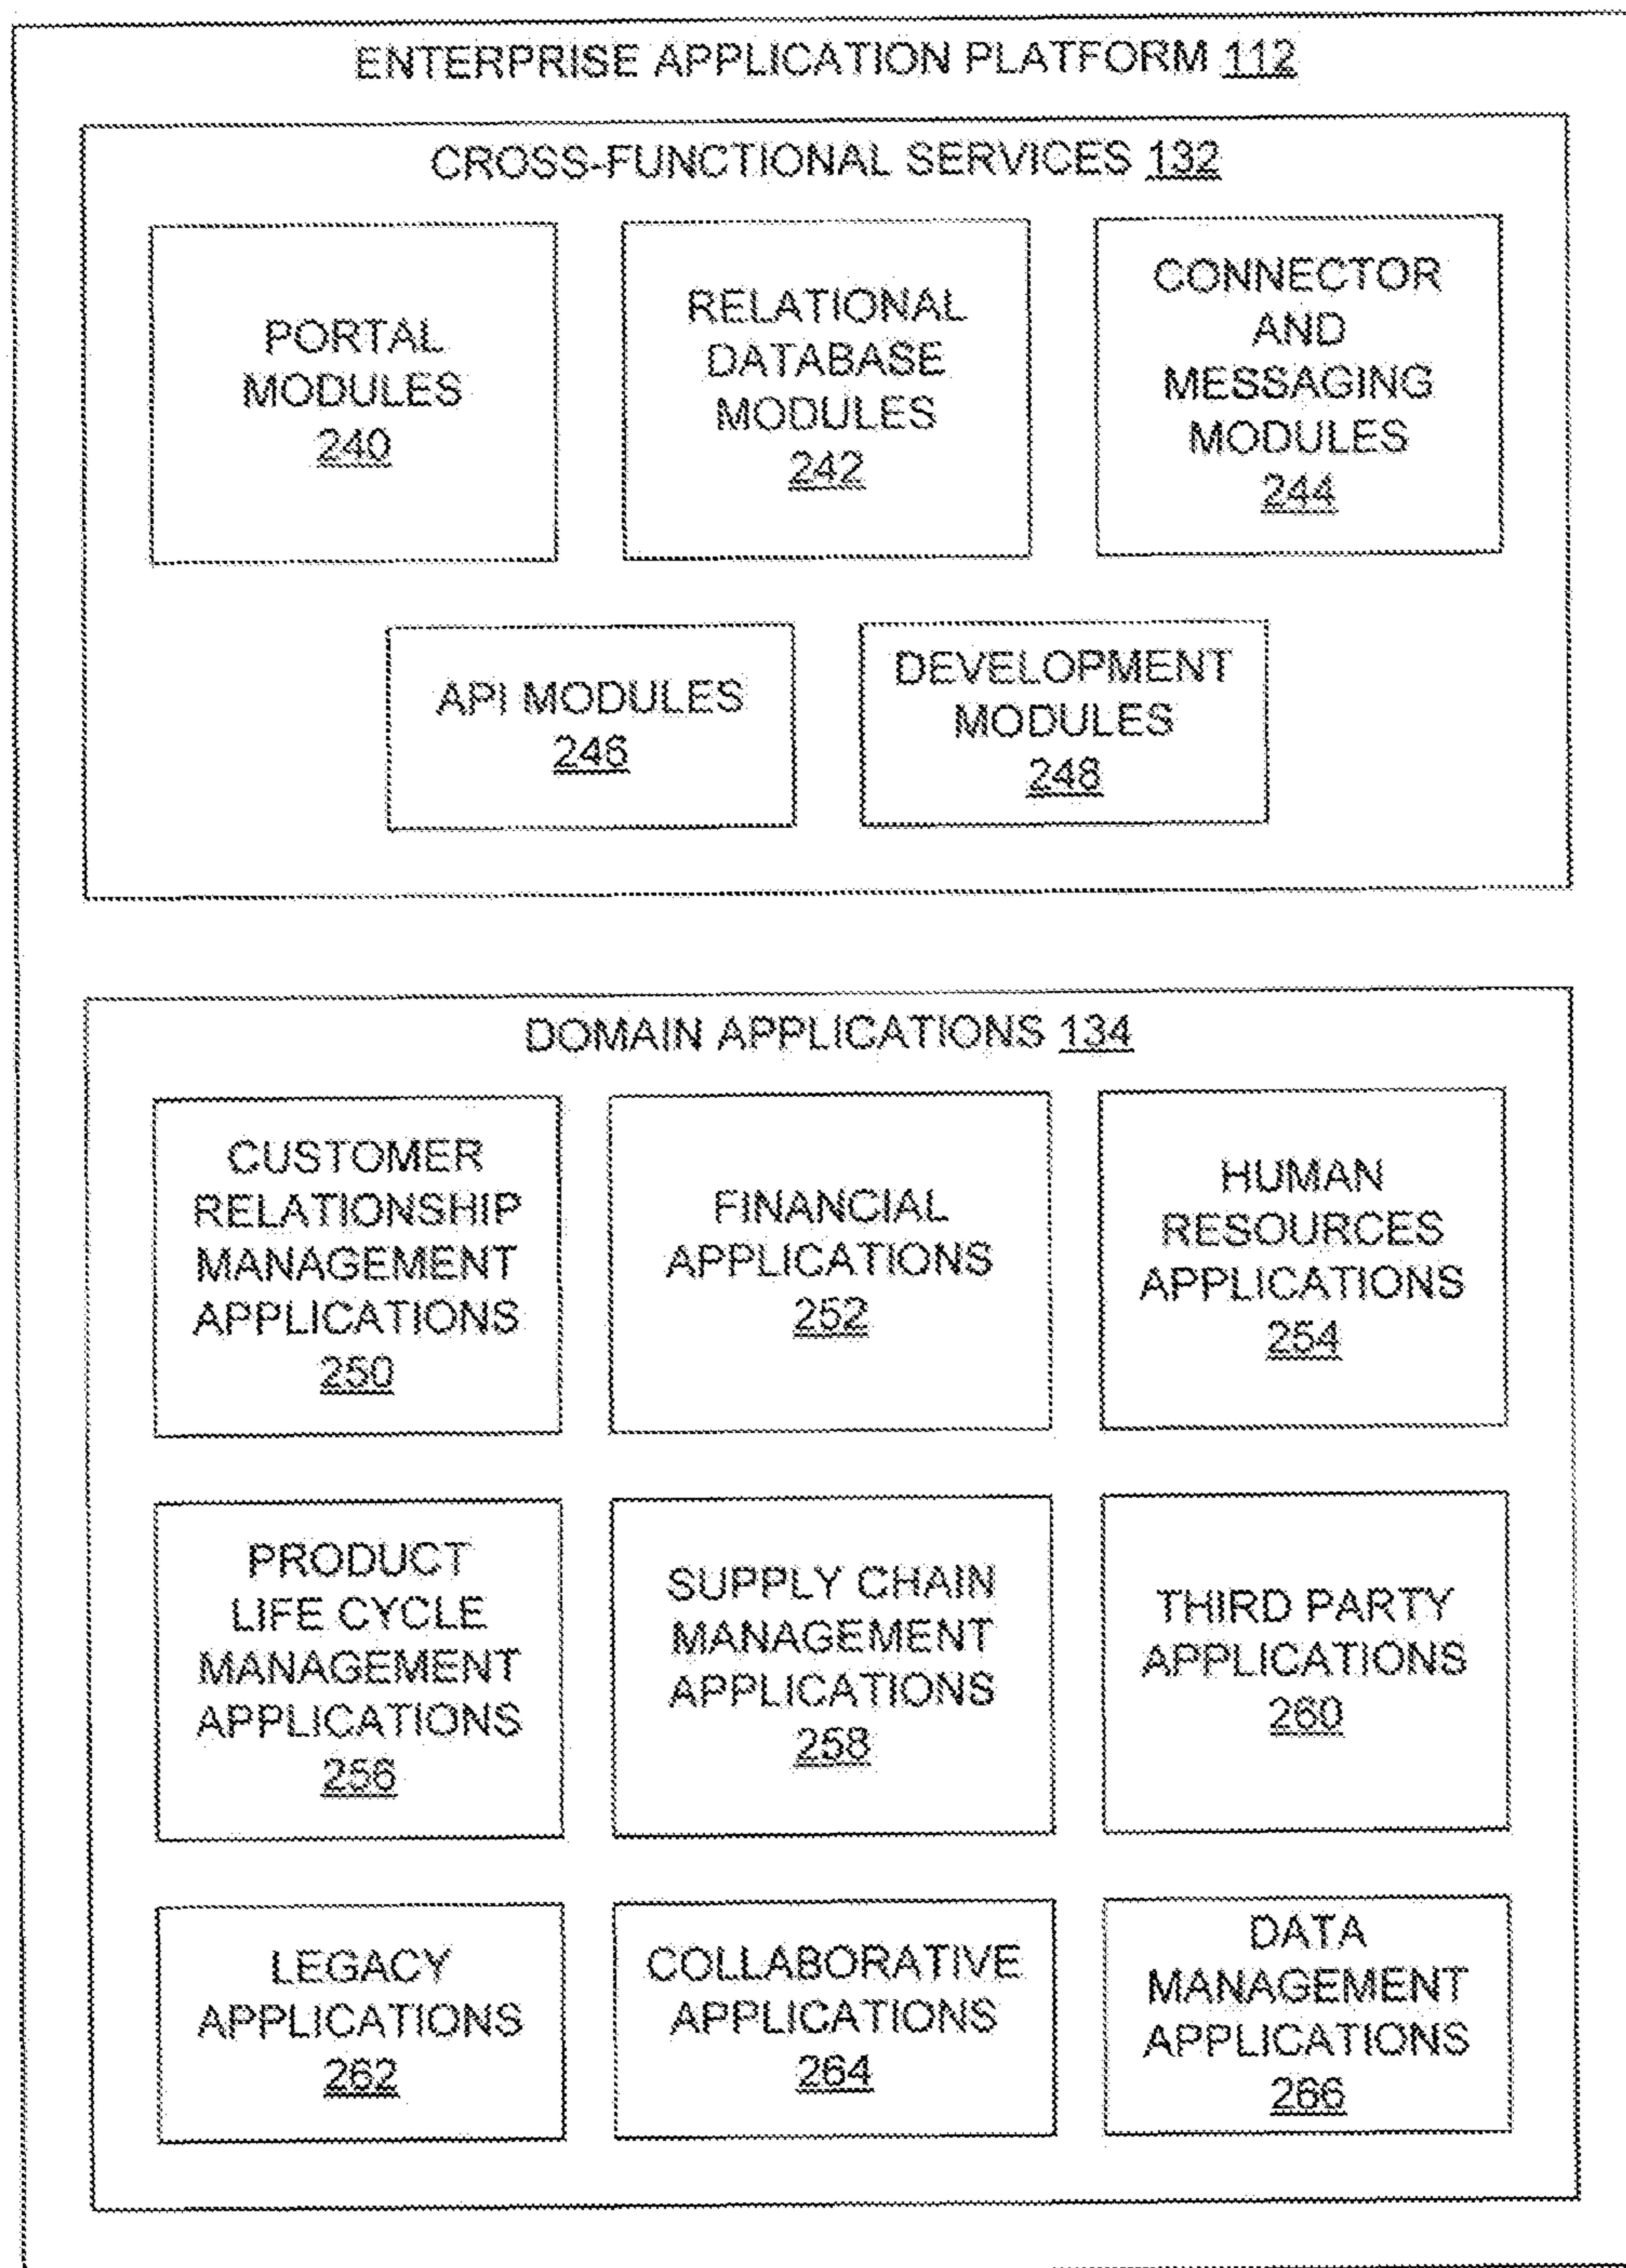 ENTERPRISE APPLICATION PLATFORM 112
CROSS-FUNCTIONAL SERVICES 132
PORTAL
MODULES
240
RELATIONAL
DATABASE
MODULES
242
CONNECTOR
AND
MESSAGING
MODULES
244
API MODULES
246
DEVELOPMENT
MODULES
248
DOMAIN APPLICATIONS 134
CUSTOMER
RELATIONSHIP
MANAGEMENT
APPLICATIONS
250
FINANCIAL
APPLICATIONS
252
HUMAN
RESOURCES
APPLICATIONS
254
PRODUCT
LIFE CYCLE
MANAGEMENT
APPLICATIONS
256
SUPPLY CHAIN
MANAGEMENT
APPLICATIONS
258
THIRD PARTY
APPLICATIONS
260
LEGACY
APPLICATIONS
262
COLLABORATIVE
APPLICATIONS
264
DATA
MANAGEMENT
APPLICATIONS
266